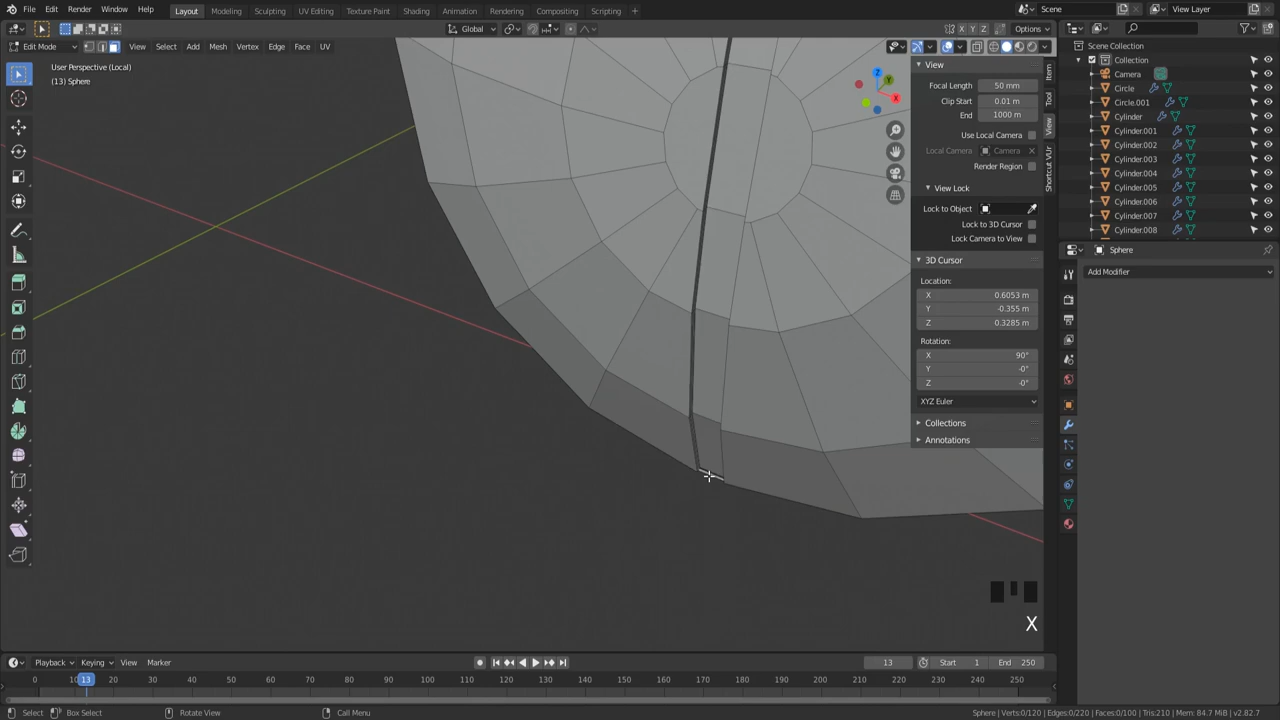 File Edit Render Window Help Layout Modeling Sculpting UV Editing Texture Paint Shading Animation Rendering Compositing Scripting + Scene View Layer
Global X Y Z Options
Edit Mode View Select Add Mesh Vertex Edge Face UV
User Perspective (Local)
(13) Sphere
View
Focal Length 50 mm
Clip Start 0.01 m
End 1000 m
Use Local Camera
Local Camera Camera
Render Region
View Lock
Lock to Object
Lock to 3D Cursor
Lock Camera to View
3D Cursor
Location:
X 0.6053 m
Y -0.355 m
Z 0.3285 m
Rotation:
X 90°
Y -0°
Z -0°
XYZ Euler
Collections
Annotations
Item
Tool
View
Shortcut VUr
Z
Y
X
Scene Collection
Collection
Camera
Circle
Circle.001
Cylinder
Cylinder.001
Cylinder.002
Cylinder.003
Cylinder.004
Cylinder.005
Cylinder.006
Cylinder.007
Cylinder.008
Sphere
Add Modifier
X
Playback Keying View Marker 13 Start 1 End 250
0 10 13 20 30 40 50 60 70 80 90 100 110 120 130 140 150 160 170 180 190 200 210 220 230 240 250
Select Box Select Rotate View Call Menu Sphere | Verts:0/120 | Edges:0/220 | Faces:0/100 | Tris:210 | Mem: 84.7 MiB | v2.82.7